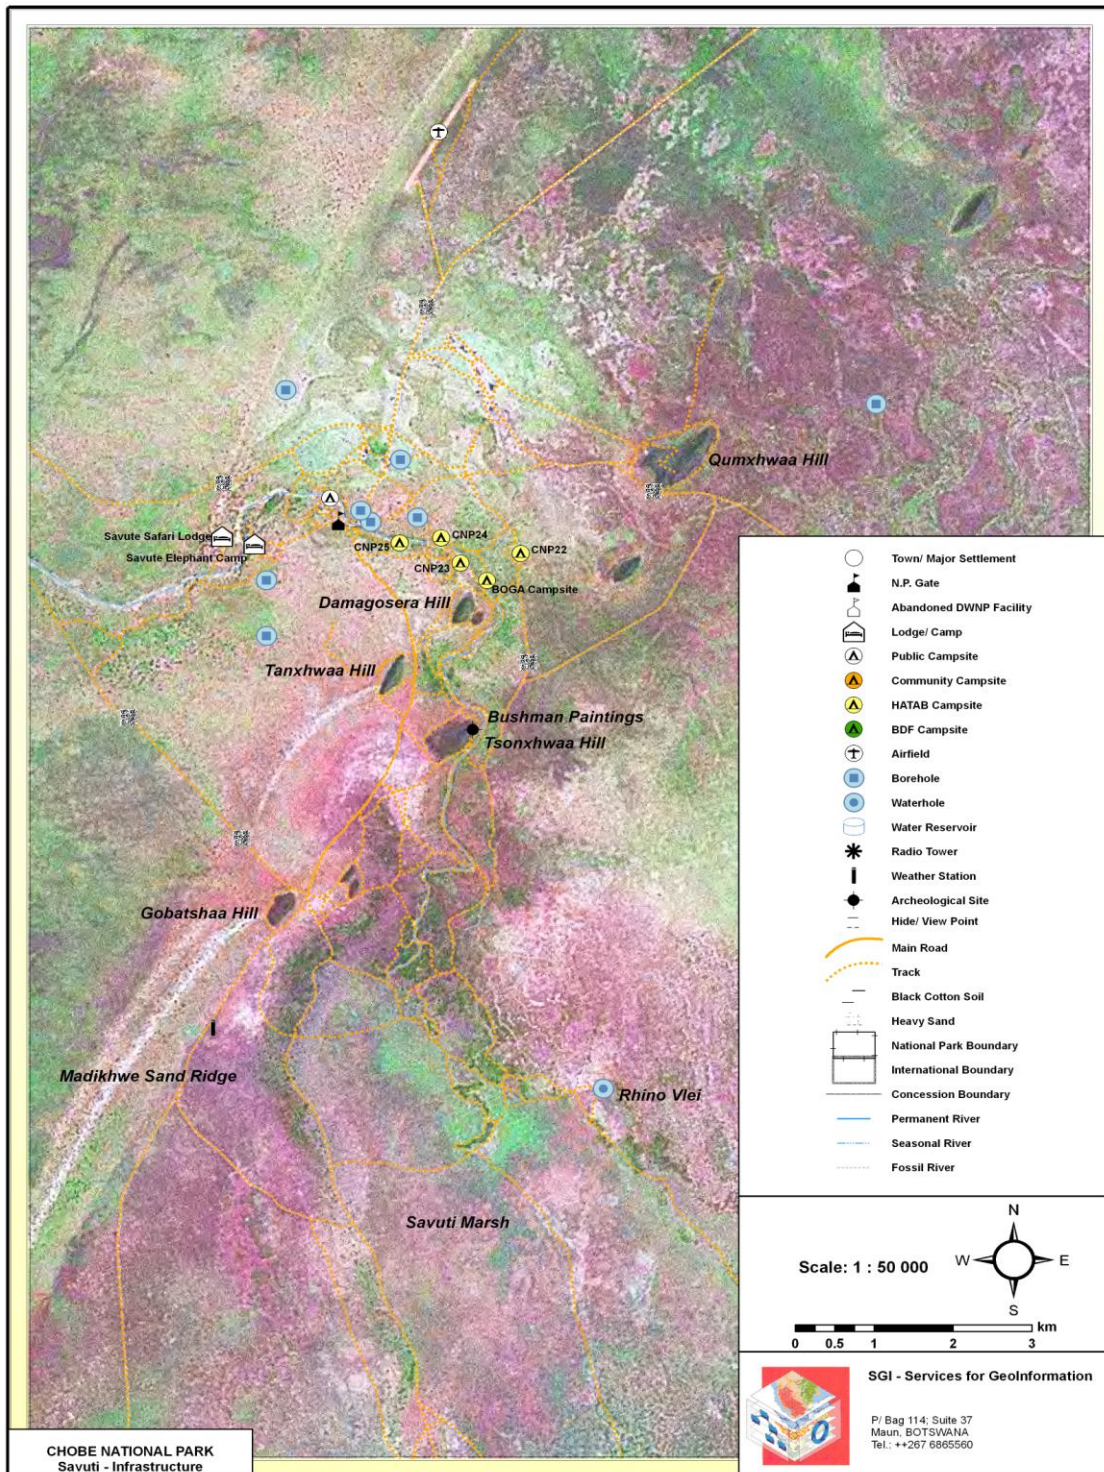 Qumxhwaa Hill
Savute Safari Lodge
Savute Elephant Camp
CNP25
CNP24
CNP23
CNP22
BOGA Campsite
Damagosera Hill
Tanxhwaa Hill
Bushman Paintings
Tsonxhwaa Hill
Gobatshaa Hill
Madikhwe Sand Ridge
Rhino Vlei
Savuti Marsh
Town/ Major Settlement
N.P. Gate
Abandoned DWNP Facility
Lodge/ Camp
Public Campsite
Community Campsite
HATAB Campsite
BDF Campsite
Airfield
Borehole
Waterhole
Water Reservoir
Radio Tower
Weather Station
Archeological Site
Hide/ View Point
Main Road
Track
Black Cotton Soil
Heavy Sand
National Park Boundary
International Boundary
Concession Boundary
Permanent River
Seasonal River
Fossil River
Scale: 1 : 50 000
N
W E
S
km
0 0.5 1 2 3
SGI - Services for GeoInformation
P/ Bag 114; Suite 37
Maun, BOTSWANA
Tel.: ++267 6865560
CHOBE NATIONAL PARK
Savuti - Infrastructure